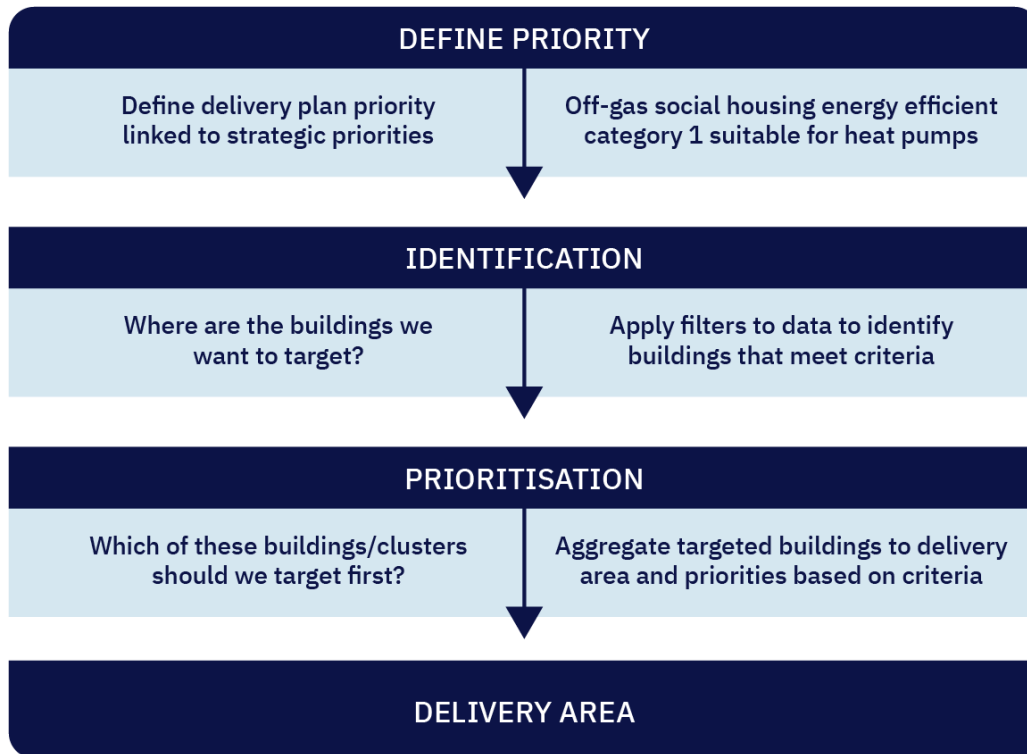 DEFINE PRIORITY
Define delivery plan priority
linked to strategic priorities
Off-gas social housing energy efficient
category 1 suitable for heat pumps
IDENTIFICATION
Where are the buildings we
want to target?
Apply filters to data to identify
buildings that meet criteria
PRIORITISATION
Which of these buildings/clusters
should we target first?
Aggregate targeted buildings to delivery
area and priorities based on criteria
DELIVERY AREA